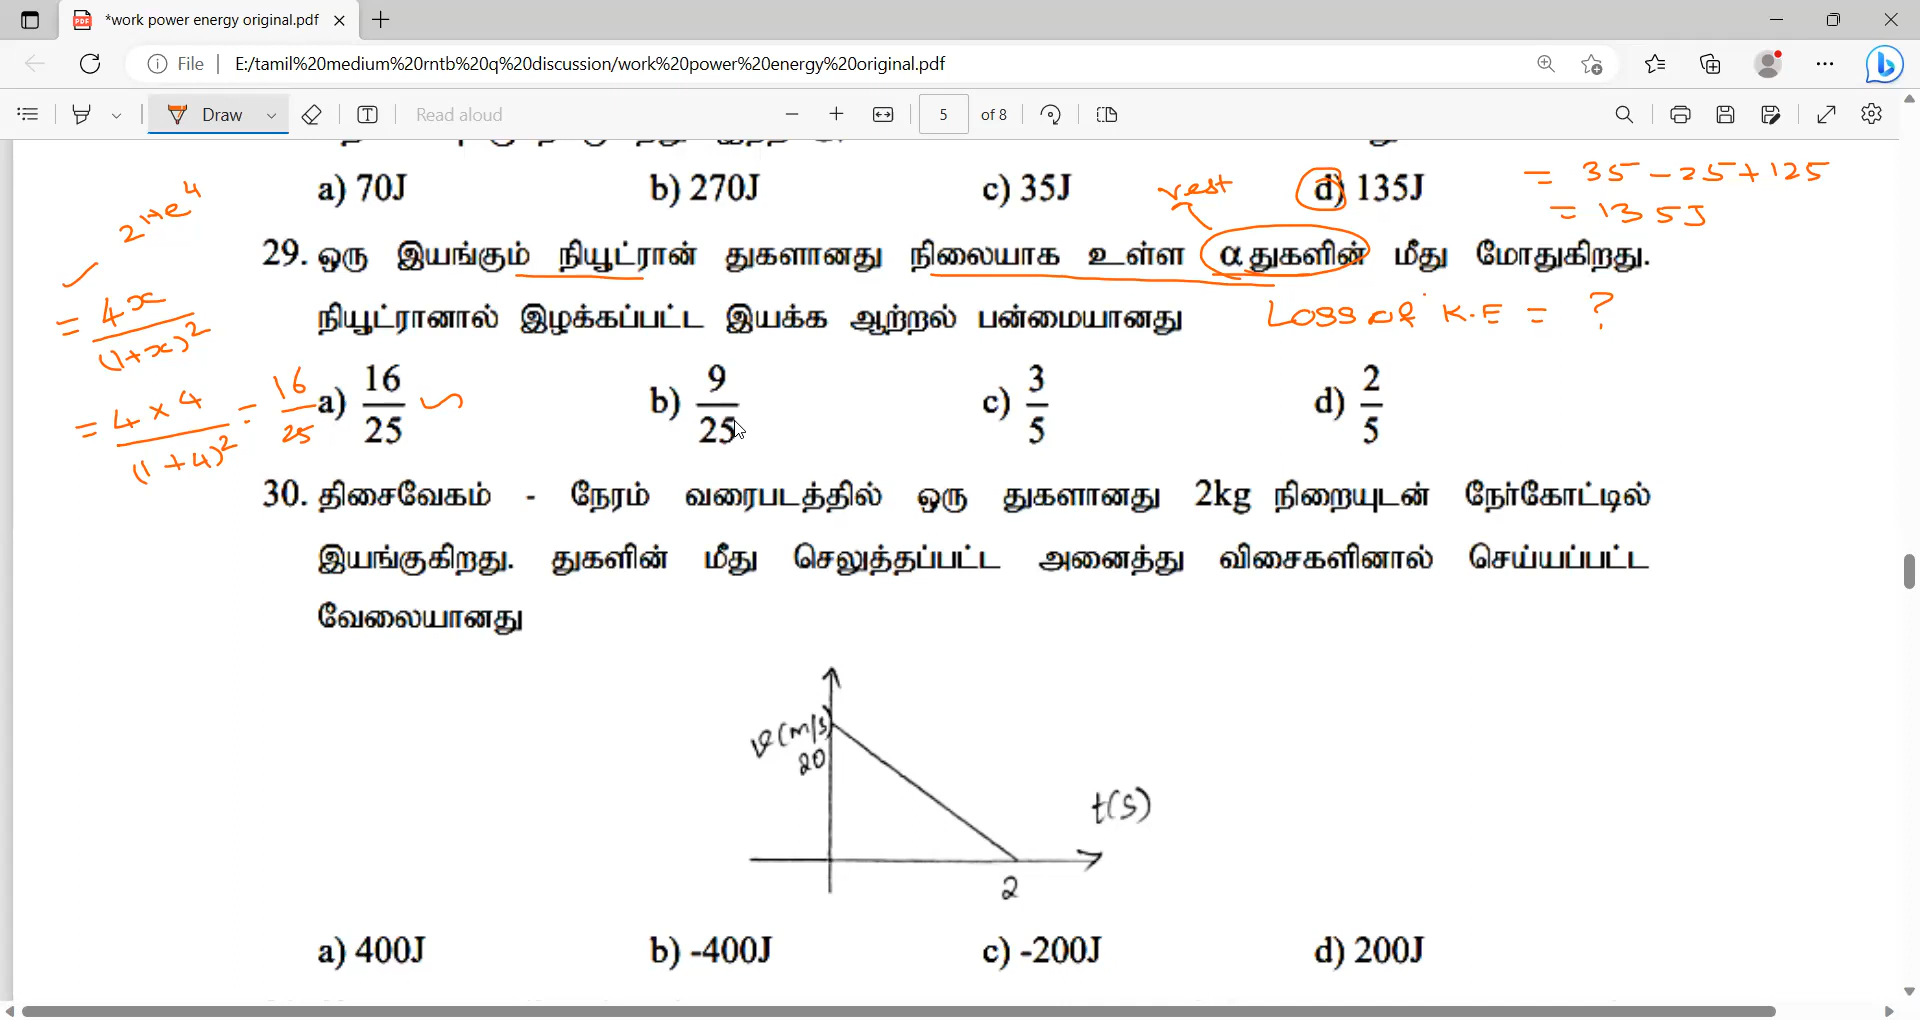 *work power energy original.pdf
File E:/tamil%20medium%20rntb%20q%20discussion/work%20power%20energy%20original.pdf
Draw Read aloud 5 of 8
a) 70J b) 270J c) 35J d) 135J
rest
= 35 - 25 + 125
= 135J
2He4
29. ஒரு இயங்கும் நியூட்ரான் துகளானது நிலையாக உள்ள α துகளின் மீது மோதுகிறது.
நியூட்ரானால் இழக்கப்பட்ட இயக்க ஆற்றல் பன்மையானது
Loss of K.E = ?
= 4x/(1+x)²
= 4 × 4/(1+4)² = 16/25
a) 16/25 b) 9/25 c) 3/5 d) 2/5
30. திசைவேகம் - நேரம் வரைபடத்தில் ஒரு துகளானது 2kg நிறையுடன் நேர்கோட்டில்
இயங்குகிறது. துகளின் மீது செலுத்தப்பட்ட அனைத்து விசைகளினால் செய்யப்பட்ட
வேலையானது
v(m/s)
20
t(s)
2
a) 400J b) -400J c) -200J d) 200J